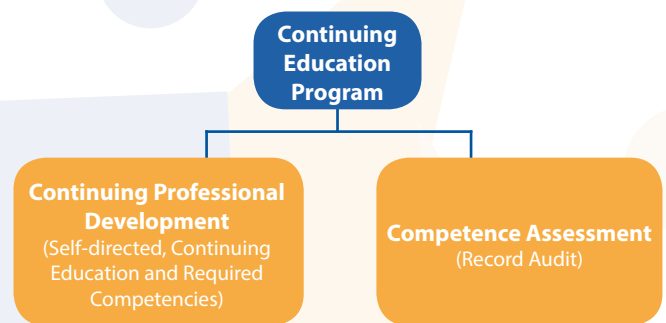 Continuing
Education
Program
Continuing Professional
Development
(Self-directed, Continuing
Education and Required
Competencies)
Competence Assessment
(Record Audit)